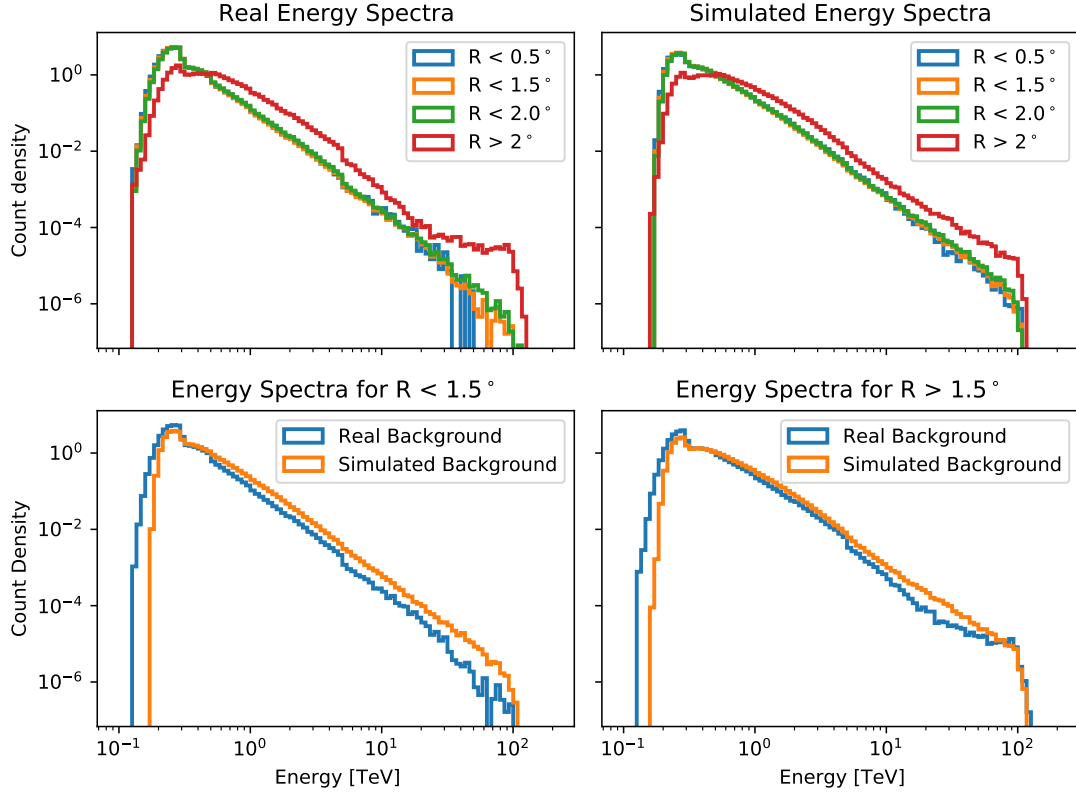 Real Energy Spectra
Simulated Energy Spectra
Count density
10^0
10^-2
10^-4
10^-6
R < 0.5°
R < 1.5°
R < 2.0°
R > 2°
R < 0.5°
R < 1.5°
R < 2.0°
R > 2°
Energy Spectra for R < 1.5°
Energy Spectra for R > 1.5°
Count Density
10^0
10^-2
10^-4
10^-6
Real Background
Simulated Background
Real Background
Simulated Background
10^-1 10^0 10^1 10^2
10^-1 10^0 10^1 10^2
Energy [TeV]
Energy [TeV]